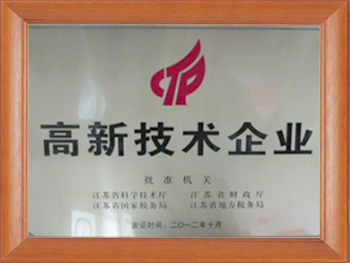 CTP
高新技术企业
批准机关
江苏省科学技术厅 江苏省财政厅
江苏省国家税务局 江苏省地方税务局
发证时间:二〇一二年十月